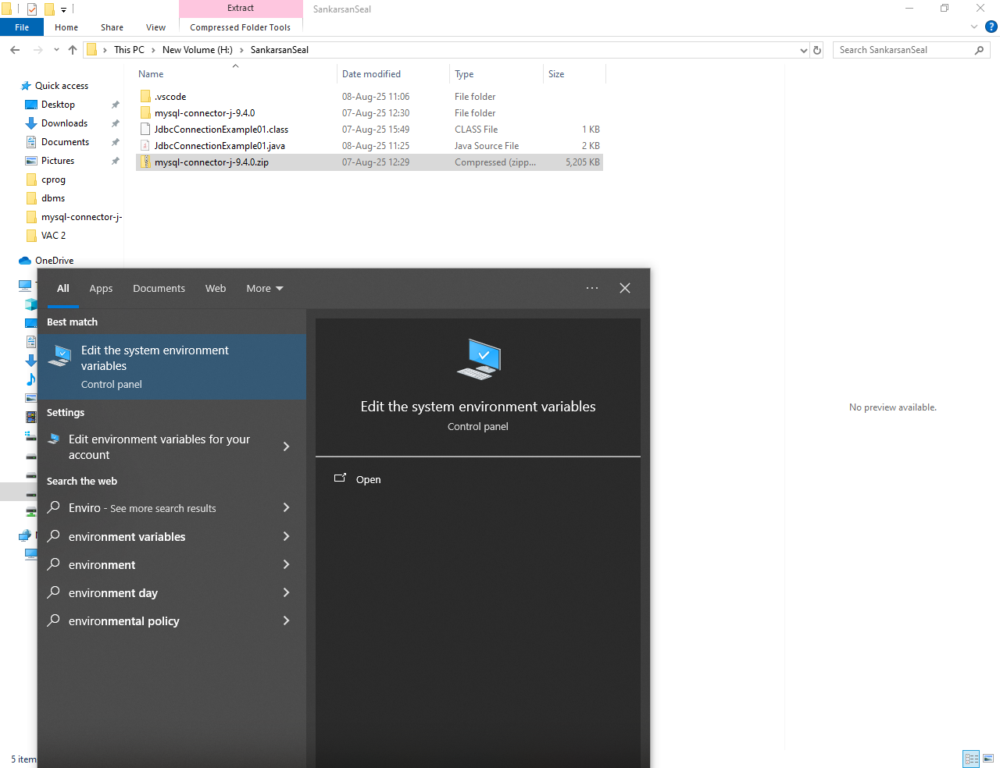 Extract
SankarsanSeal
File
Home
Share
View
Compressed Folder Tools
This PC
New Volume (H:)
SankarsanSeal
Search SankarsanSeal
Name
Date modified
Type
Size
Quick access
Desktop
Downloads
Documents
Pictures
cprog
dbms
mysql-connector-j-
VAC 2
OneDrive
.vscode
08-Aug-25 11:06
File folder
mysql-connector-j-9.4.0
07-Aug-25 12:30
File folder
JdbcConnectionExample01.class
07-Aug-25 15:49
CLASS File
1 KB
JdbcConnectionExample01.java
08-Aug-25 11:25
Java Source File
2 KB
mysql-connector-j-9.4.0.zip
07-Aug-25 12:29
Compressed (zipp...
5,205 KB
No preview available.
All
Apps
Documents
Web
More
Best match
Edit the system environment
variables
Control panel
Settings
Edit environment variables for your
account
Search the web
Enviro - See more search results
environment variables
environment
environment day
environmental policy
Edit the system environment variables
Control panel
Open
5 item